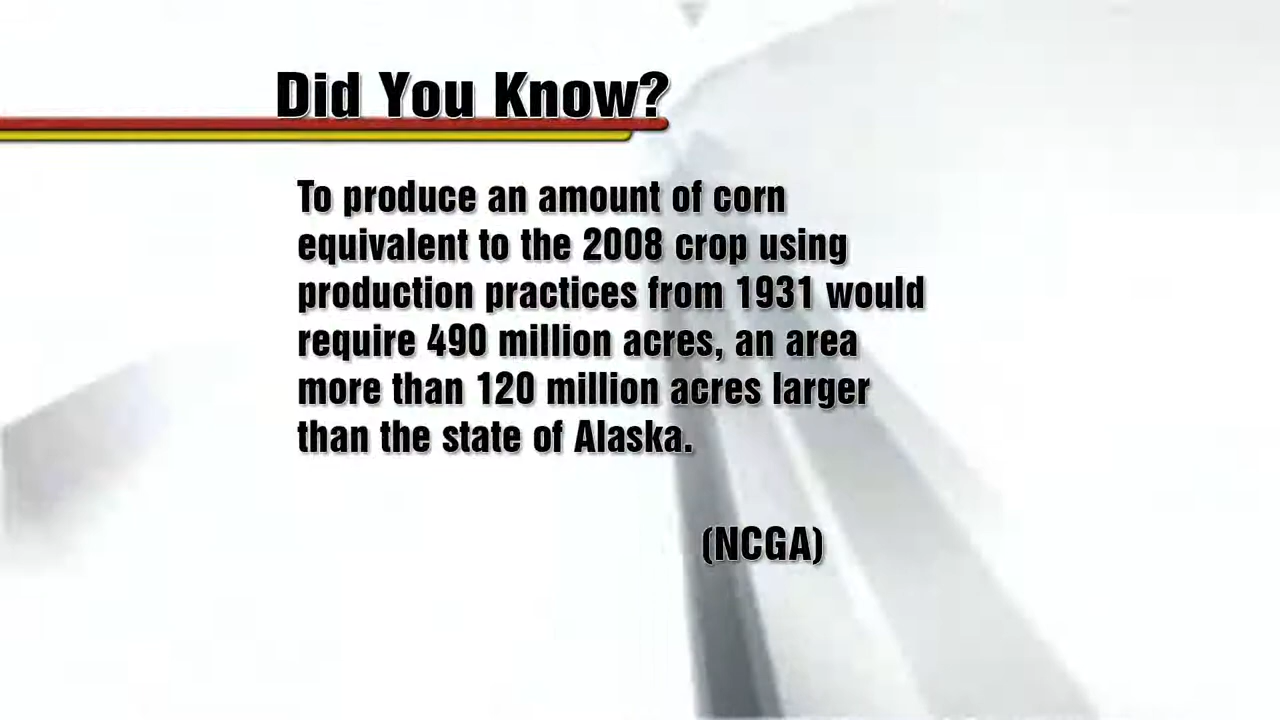 Did You Know?
To produce an amount of corn
equivalent to the 2008 crop using
production practices from 1931 would
require 490 million acres, an area
more than 120 million acres larger
than the state of Alaska.
(NCGA)